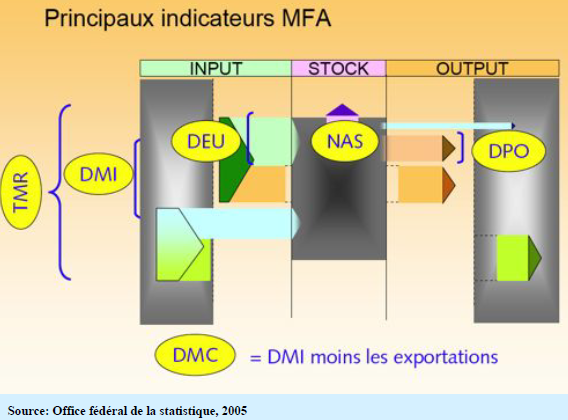 Principaux indicateurs MFA
INPUT STOCK OUTPUT
DEU NAS DPO
TMR DMI
DMC = DMI moins les exportations
Source: Office fédéral de la statistique, 2005